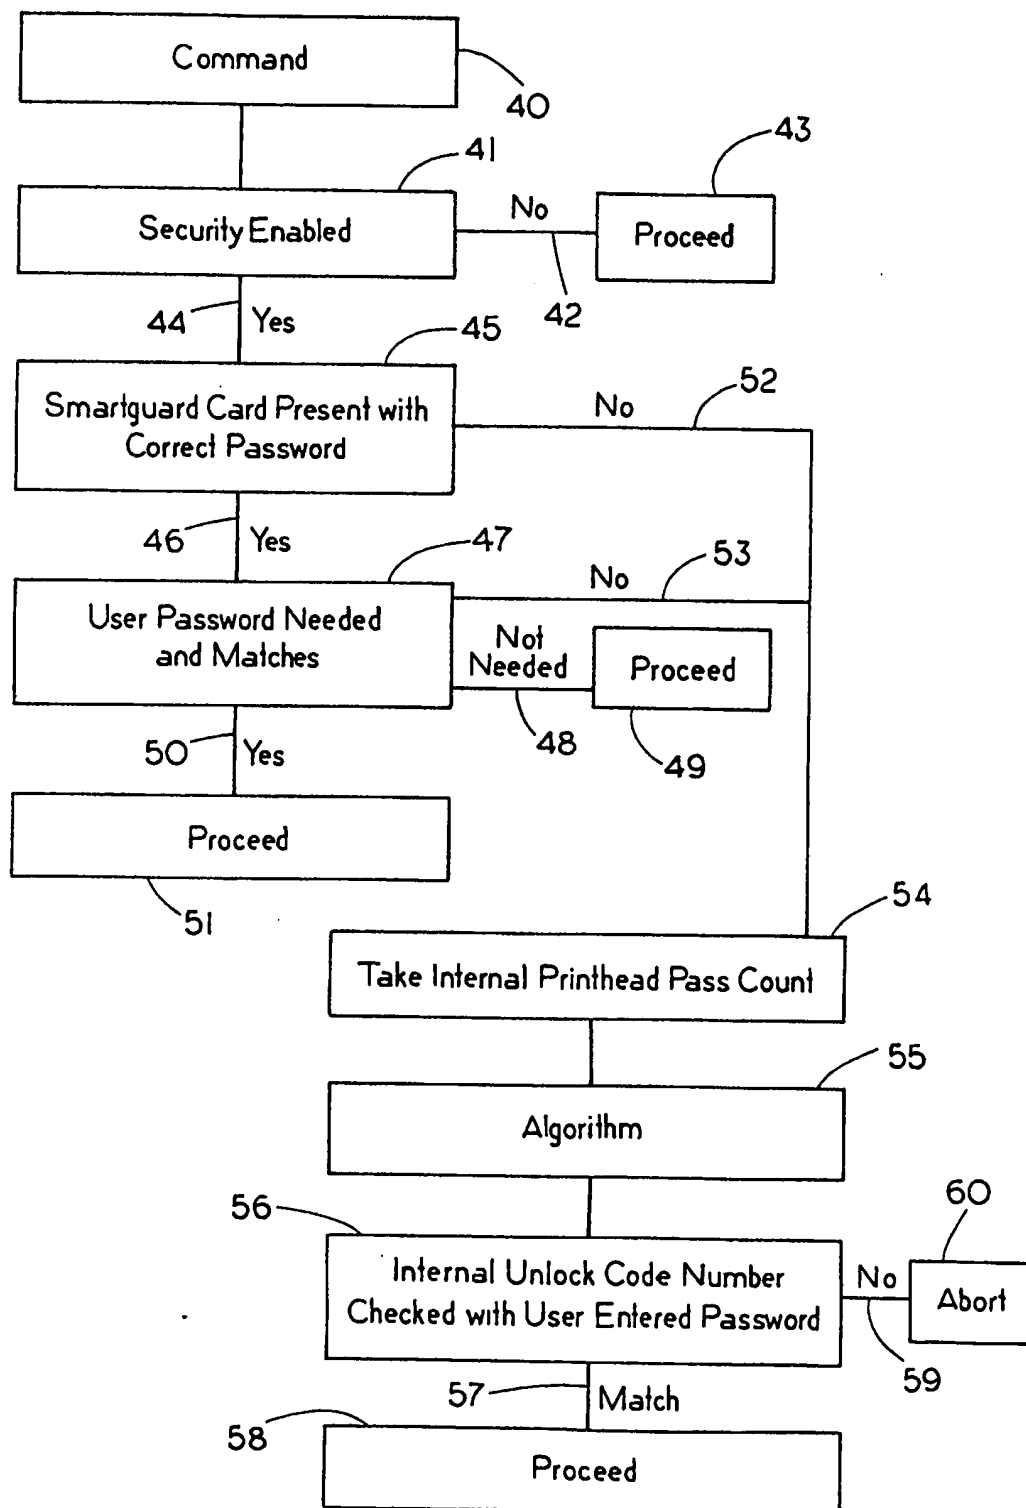 Command
40
41
43
Security Enabled
No
Proceed
42
44
Yes
45
52
Smartguard Card Present with
Correct Password
No
46
Yes
47
53
No
User Password Needed
and Matches
Not
Needed
Proceed
48
49
50
Yes
Proceed
51
54
Take Internal Printhead Pass Count
55
Algorithm
56
60
Internal Unlock Code Number
Checked with User Entered Password
No
Abort
59
57
Match
58
Proceed